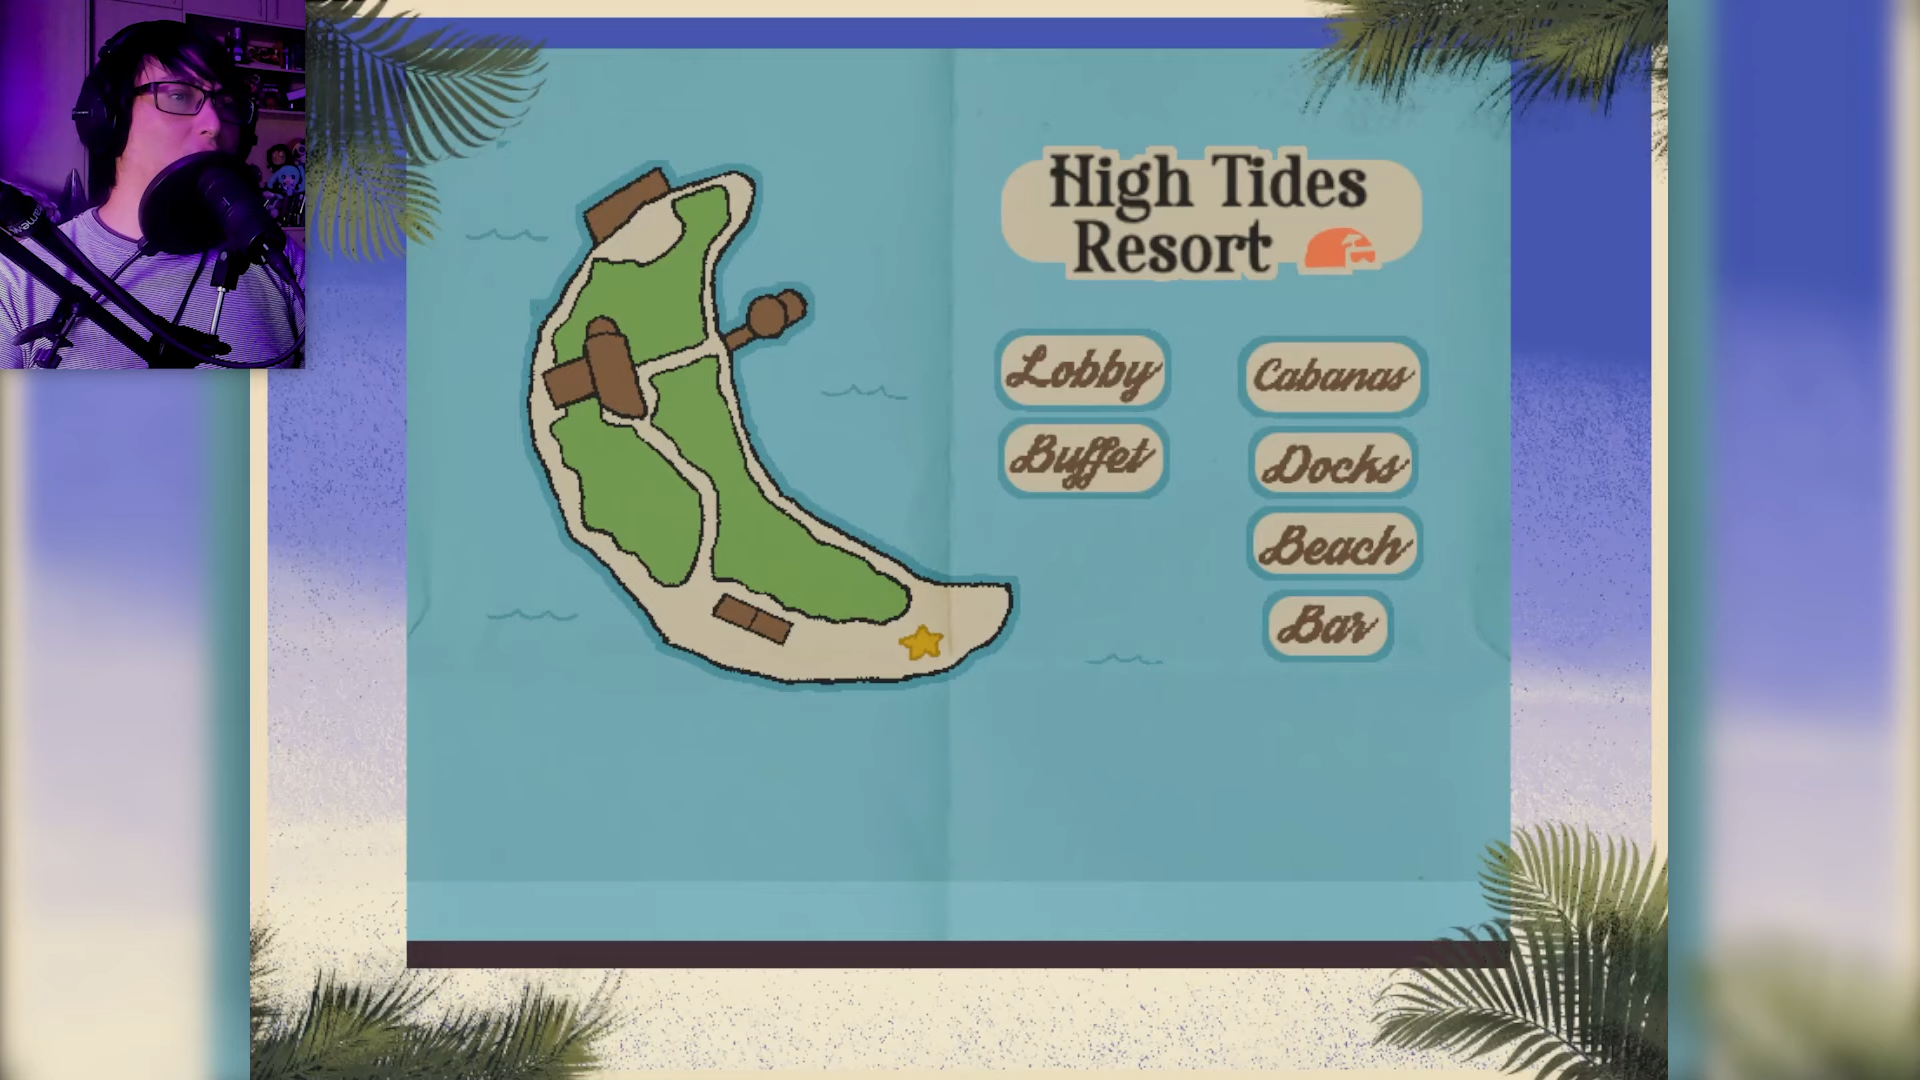 High Tides
Resort
Lobby
Buffet
Cabanas
Docks
Beach
Bar